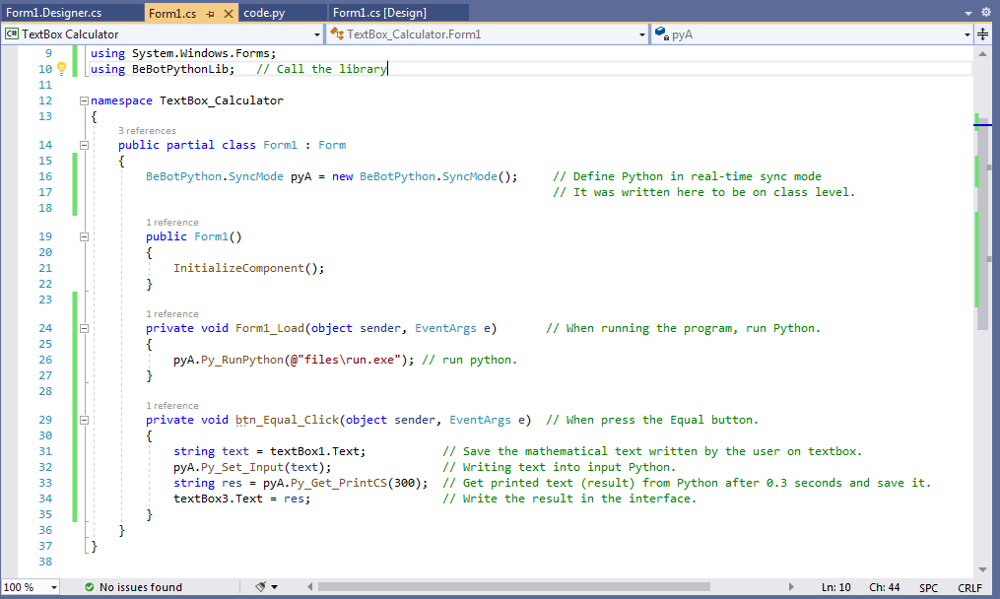 Form1.Designer.cs Form1.cs code.py Form1.cs [Design]
C# TextBox Calculator TextBox_Calculator.Form1 pyA
9 using System.Windows.Forms;
10 using BeBotPythonLib; // Call the library
11
12 namespace TextBox_Calculator
13 {
3 references
14 public partial class Form1 : Form
15 {
16 BeBotPython.SyncMode pyA = new BeBotPython.SyncMode(); // Define Python in real-time sync mode
17 // It was written here to be on class level.
18
1 reference
19 public Form1()
20 {
21 InitializeComponent();
22 }
23
1 reference
24 private void Form1_Load(object sender, EventArgs e) // When running the program, run Python.
25 {
26 pyA.Py_RunPython(@"files\run.exe"); // run python.
27 }
28
1 reference
29 private void btn_Equal_Click(object sender, EventArgs e) // When press the Equal button.
30 {
31 string text = textBox1.Text; // Save the mathematical text written by the user on textbox.
32 pyA.Py_Set_Input(text); // Writing text into input Python.
33 string res = pyA.Py_Get_PrintCS(300); // Get printed text (result) from Python after 0.3 seconds and save it.
34 textBox3.Text = res; // Write the result in the interface.
35 }
36 }
37 }
38
100 % No issues found Ln: 10 Ch: 44 SPC CRLF